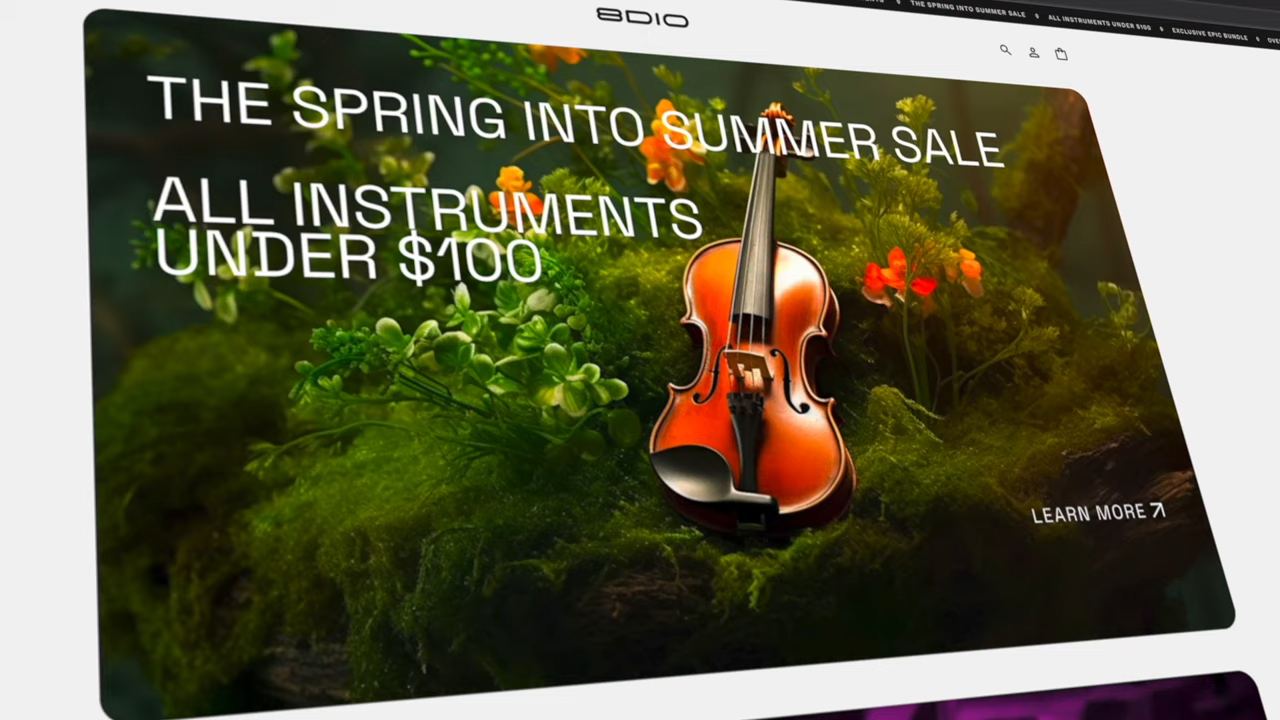 8DIO
THE SPRING INTO SUMMER SALE
ALL INSTRUMENTS UNDER $100
EXCLUSIVE EPIC BUNDLE
THE SPRING INTO SUMMER SALE
ALL INSTRUMENTS
UNDER $100
LEARN MORE